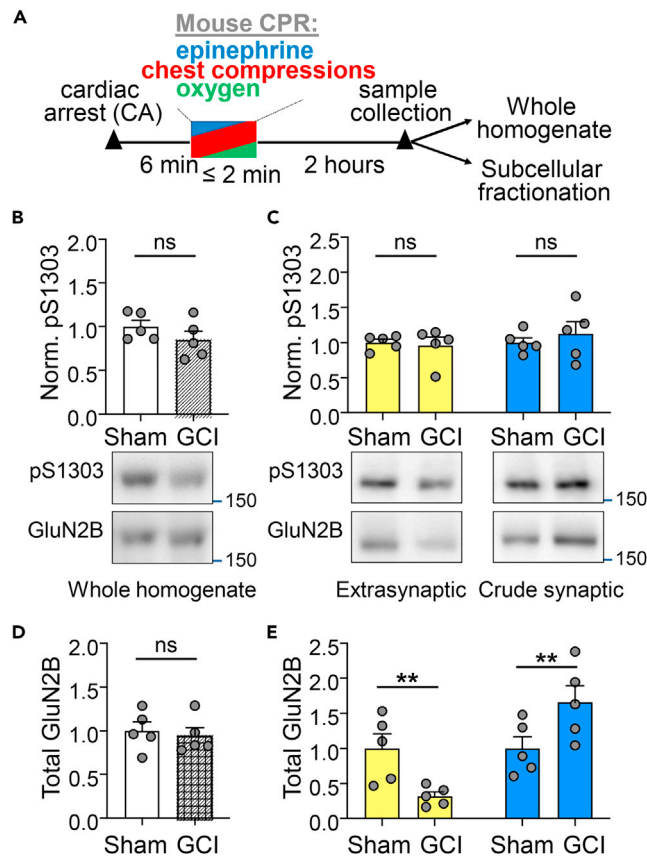 A
Mouse CPR:
epinephrine
chest compressions
oxygen
cardiac
arrest (CA)
sample
collection
Whole
homogenate
Subcellular
fractionation
6 min
≤ 2 min
2 hours
B
Norm. pS1303
2.0
1.5
1.0
0.5
0.0
ns
Sham GCI
pS1303
150
GluN2B
150
Whole homogenate
C
Norm. pS1303
2.5
2.0
1.5
1.0
0.5
0.0
ns
ns
Sham GCI
Sham GCI
pS1303
150
GluN2B
150
Extrasynaptic
Crude synaptic
D
Total GluN2B
2.0
1.5
1.0
0.5
0.0
ns
Sham GCI
E
Total GluN2B
2.5
2.0
1.5
1.0
0.5
0.0
**
**
Sham GCI
Sham GCI